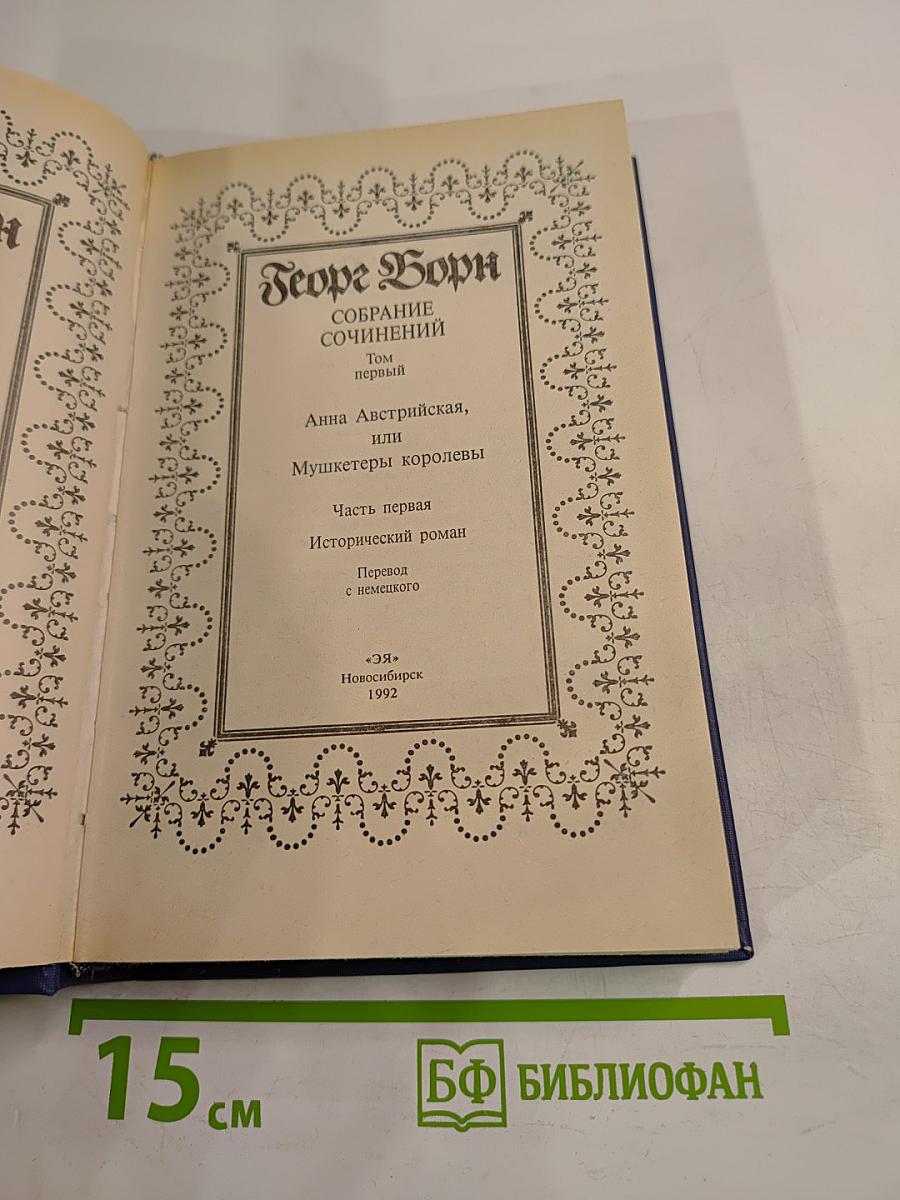 н
Георг Борн
СОБРАНИЕ
СОЧИНЕНИЙ
Том
первый
Анна Австрийская,
или
Мушкетеры королевы
Часть первая
Исторический роман
Перевод
с немецкого
«ЭЯ»
Новосибирск
1992
15 см
БФ БИБЛИОФАН